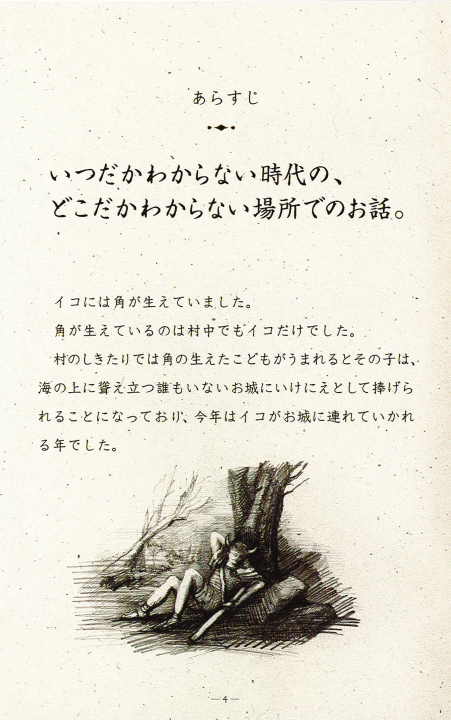 あらすじ
いつだかわからない時代の、
どこだかわからない場所でのお話。
イコには角が生えていました。
角が生えているのは村中でもイコだけでした。
村のしきたりでは角の生えたこどもがうまれるとその子は、
海の上に聳え立つ誰もいないお城にいけにえとして捧げら
れることになっており、今年はイコがお城に連れていかれ
る年でした。
—4—